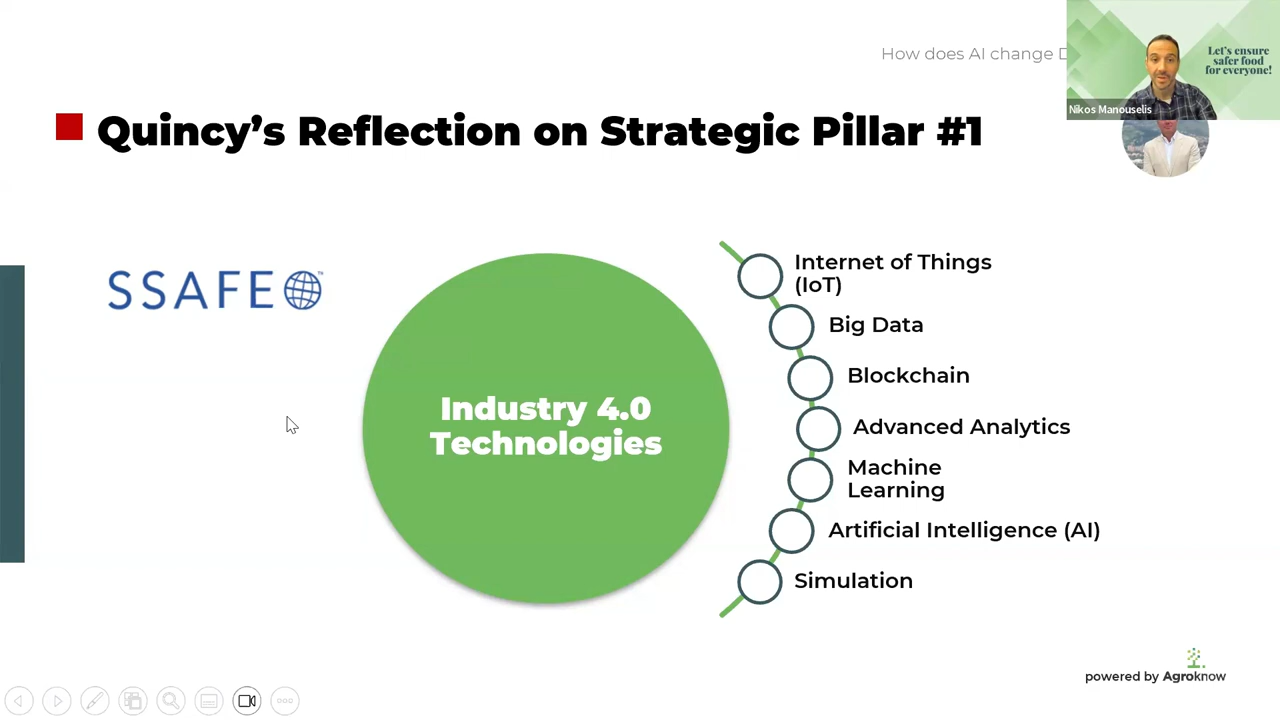 How does AI change
Let's ensure
safer food
for everyone!
Nikos Manouselis
Quincy's Reflection on Strategic Pillar #1
SSAFE
Industry 4.0
Technologies
Internet of Things
(IoT)
Big Data
Blockchain
Advanced Analytics
Machine
Learning
Artificial Intelligence (AI)
Simulation
powered by Agroknow